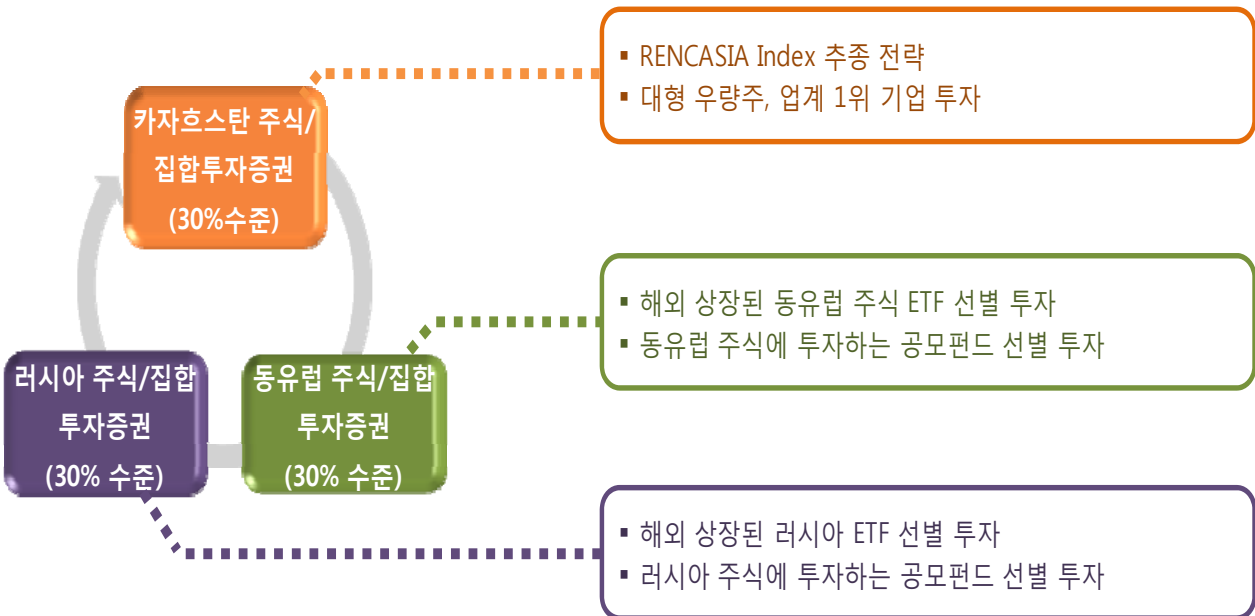 ▪ RENCASIA Index 추종 전략
▪ 대형 우량주, 업계 1위 기업 투자
카자흐스탄 주식/
집합투자증권
(30%수준)
▪ 해외 상장된 동유럽 주식 ETF 선별 투자
▪ 동유럽 주식에 투자하는 공모펀드 선별 투자
러시아 주식/집합
투자증권
(30% 수준)
동유럽 주식/집합
투자증권
(30% 수준)
▪ 해외 상장된 러시아 ETF 선별 투자
▪ 러시아 주식에 투자하는 공모펀드 선별 투자